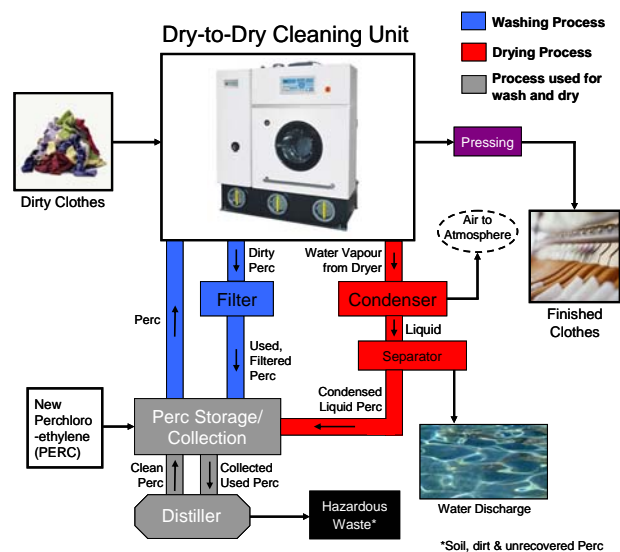 Dry-to-Dry Cleaning Unit
Washing Process
Drying Process
Process used for
wash and dry
Dirty Clothes
Pressing
Air to
Atmosphere
Finished
Clothes
Dirty
Perc
Water Vapour
from Dryer
Filter
Condenser
Perc
Liquid
Used,
Filtered
Perc
Separator
Condensed
Liquid Perc
New
Perchloro
-ethylene
(PERC)
Perc Storage/
Collection
Clean
Perc
Collected
Used Perc
Distiller
Hazardous
Waste*
Water Discharge
*Soil, dirt & unrecovered Perc